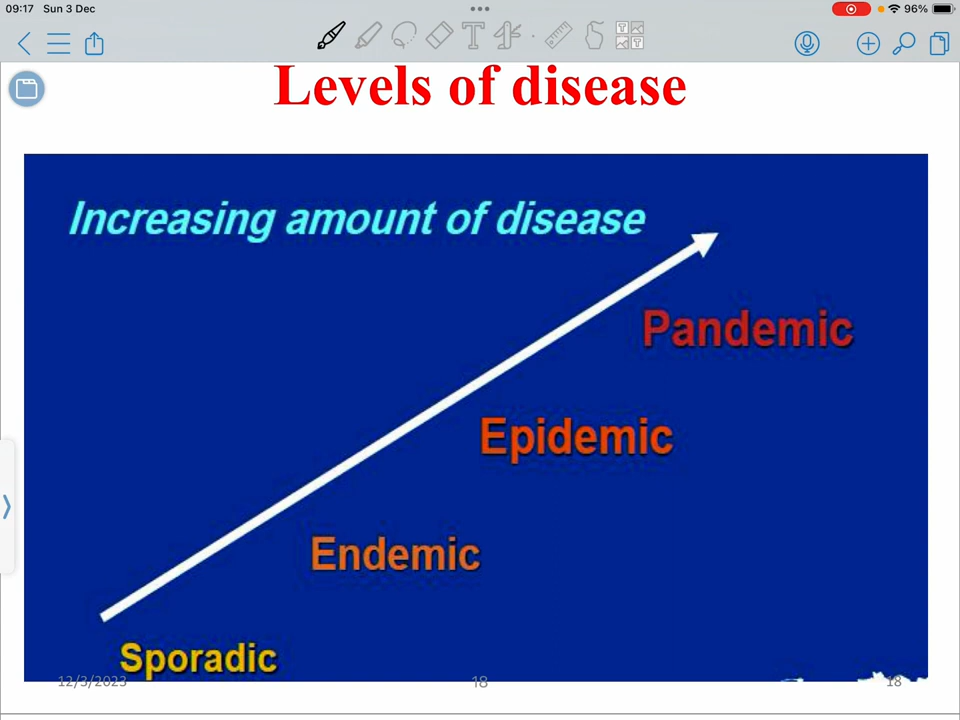 09:17 Sun 3 Dec
96%
Levels of disease
Increasing amount of disease
Pandemic
Epidemic
Endemic
Sporadic
12/3/2023 18 18